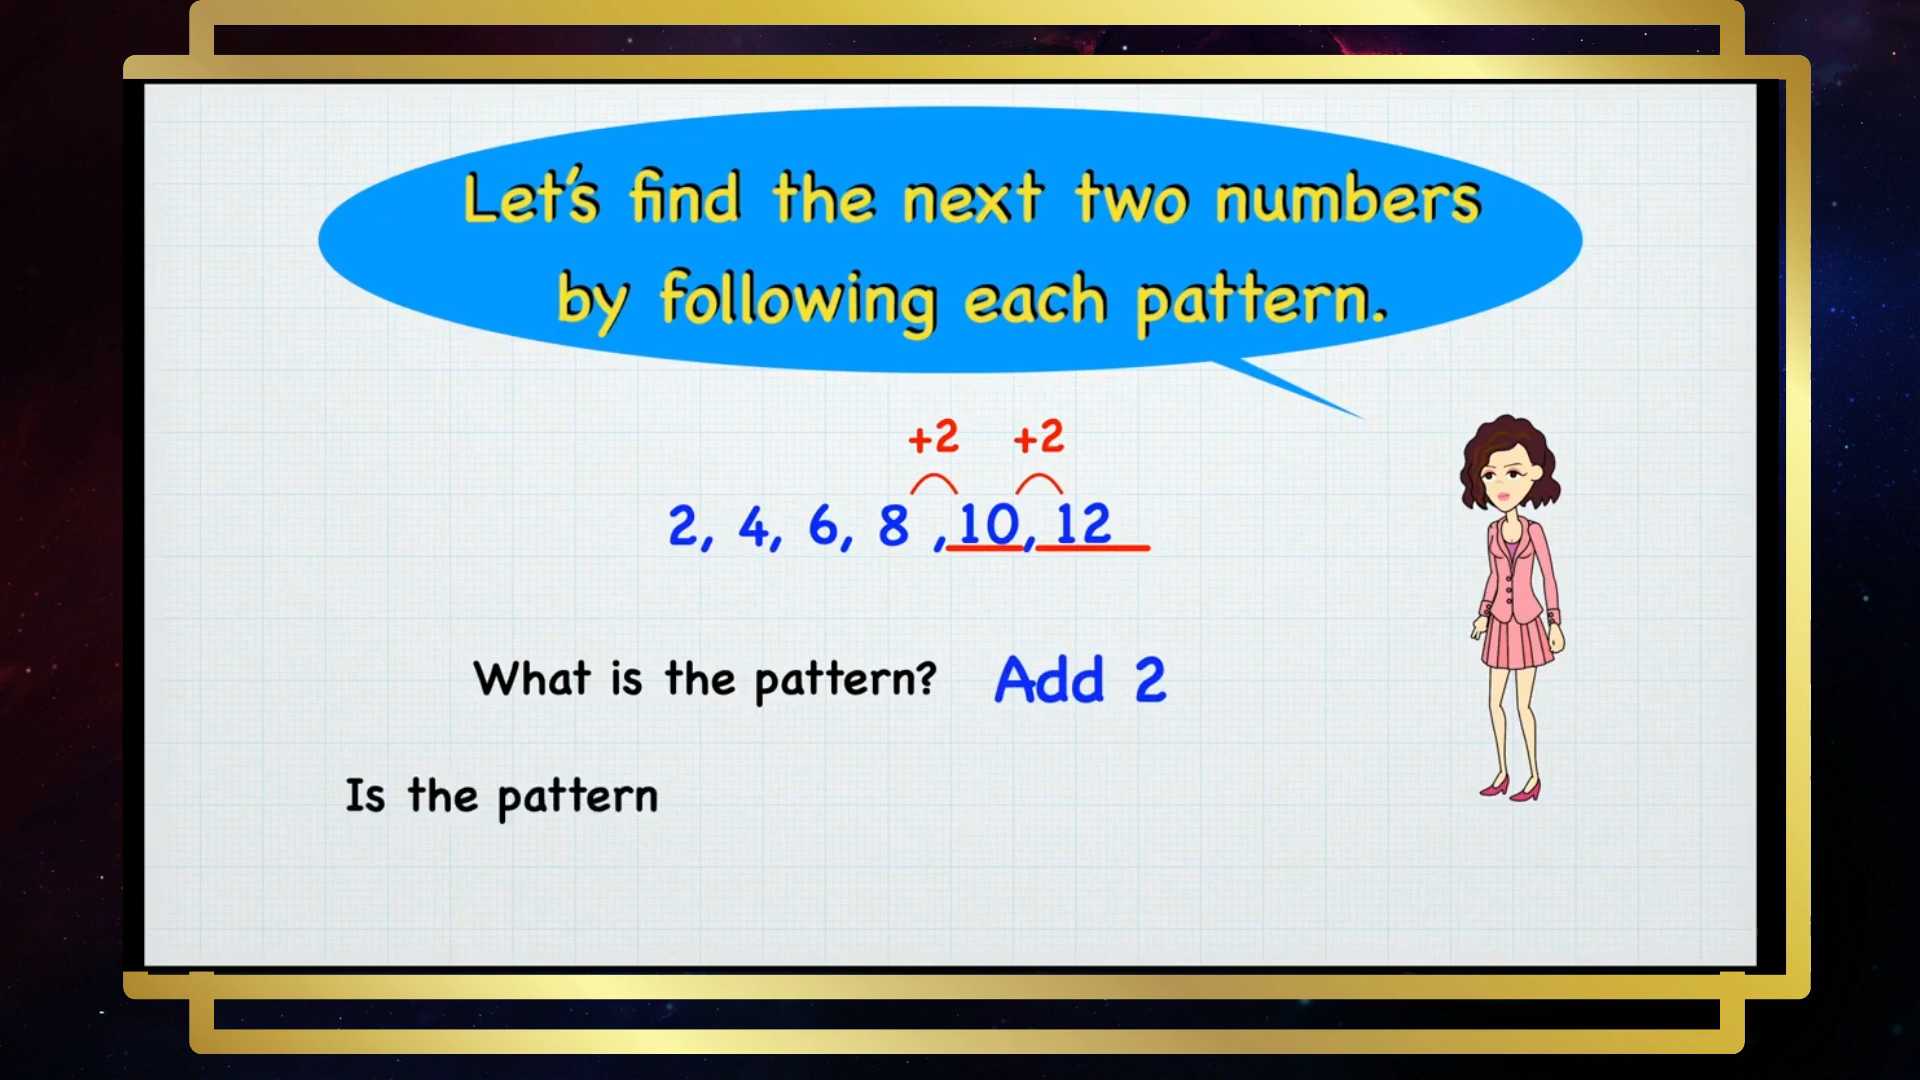 Let's find the next two numbers
by following each pattern.
+2 +2
2, 4, 6, 8 , 10, 12
What is the pattern? Add 2
Is the pattern